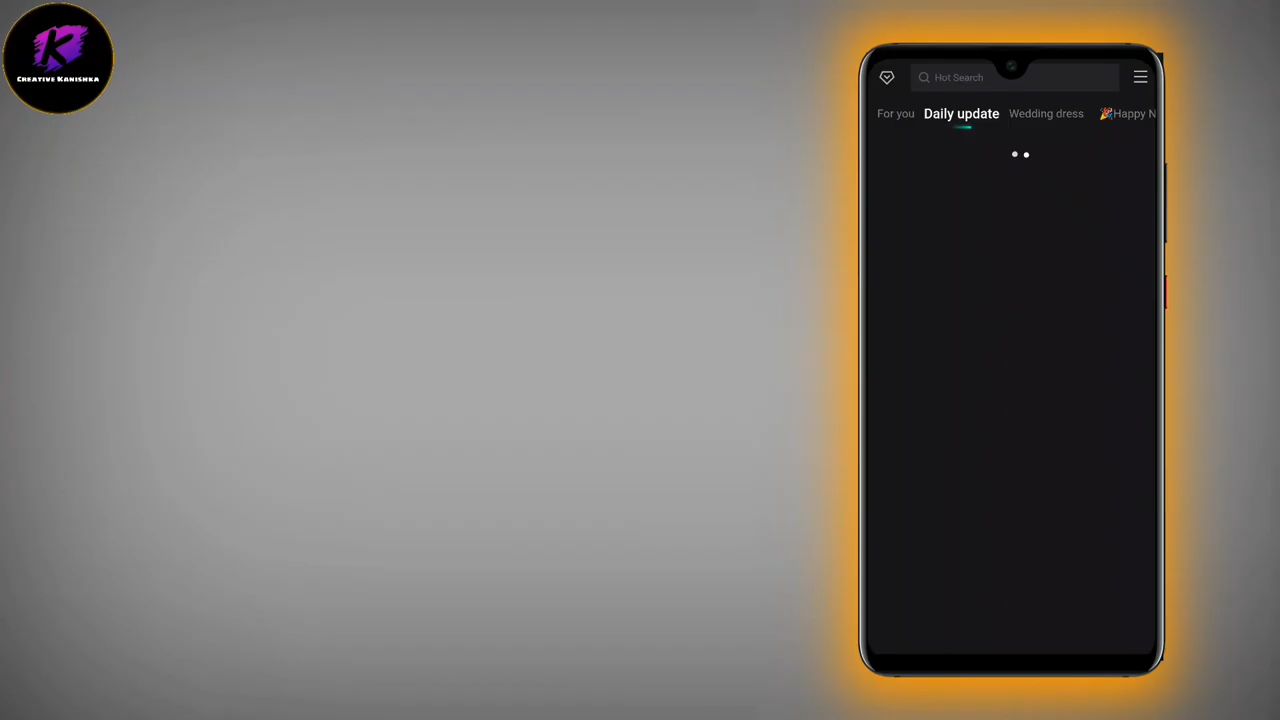 K
CREATIVE KANISHKA
Hot Search
For you Daily update Wedding dress 🎉Happy N